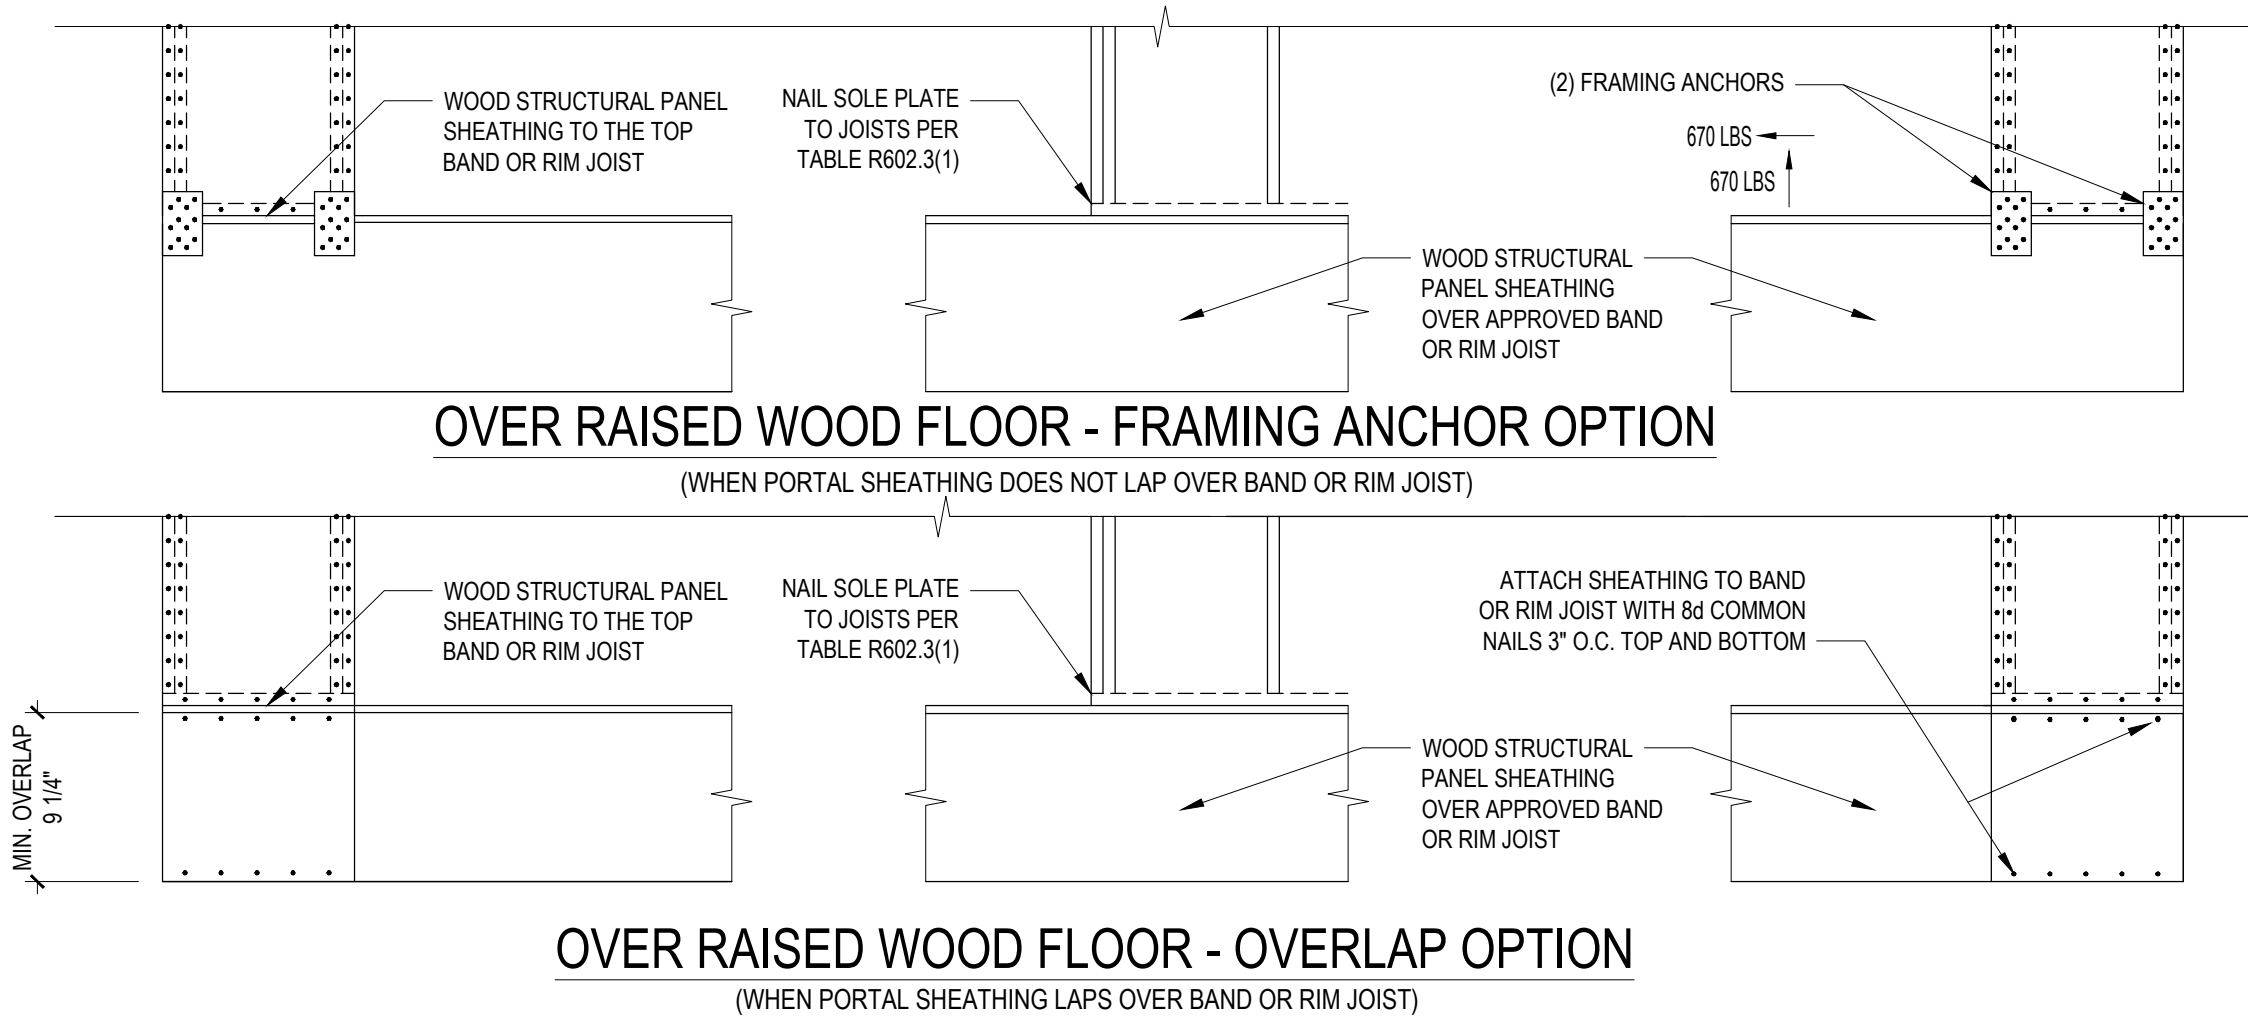 WOOD STRUCTURAL PANEL
SHEATHING TO THE TOP
BAND OR RIM JOIST
NAIL SOLE PLATE
TO JOISTS PER
TABLE R602.3(1)
(2) FRAMING ANCHORS
670 LBS
670 LBS
WOOD STRUCTURAL
PANEL SHEATHING
OVER APPROVED BAND
OR RIM JOIST
OVER RAISED WOOD FLOOR - FRAMING ANCHOR OPTION
(WHEN PORTAL SHEATHING DOES NOT LAP OVER BAND OR RIM JOIST)
WOOD STRUCTURAL PANEL
SHEATHING TO THE TOP
BAND OR RIM JOIST
NAIL SOLE PLATE
TO JOISTS PER
TABLE R602.3(1)
ATTACH SHEATHING TO BAND
OR RIM JOIST WITH 8d COMMON
NAILS 3" O.C. TOP AND BOTTOM
MIN. OVERLAP
9 1/4"
WOOD STRUCTURAL
PANEL SHEATHING
OVER APPROVED BAND
OR RIM JOIST
OVER RAISED WOOD FLOOR - OVERLAP OPTION
(WHEN PORTAL SHEATHING LAPS OVER BAND OR RIM JOIST)